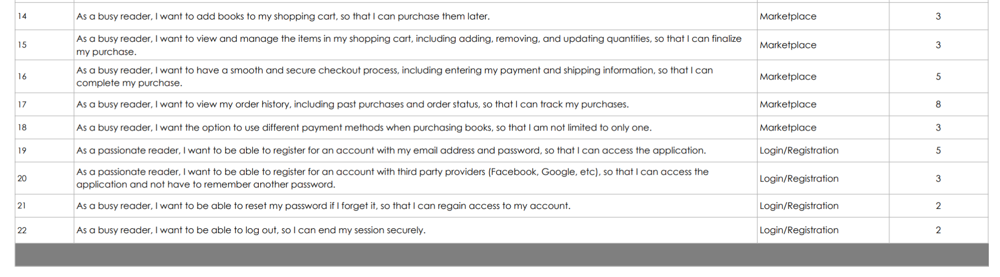 14 As a busy reader, I want to add books to my shopping cart, so that I can purchase them later. Marketplace 3
As a busy reader, I want to view and manage the items in my shopping cart, including adding, removing, and updating quantities, so that I can finalize
15 my purchase. Marketplace 3
As a busy reader, I want to have a smooth and secure checkout process, including entering my payment and shipping information, so that I can
16 complete my purchase. Marketplace 5
17 As a busy reader, I want to view my order history, including past purchases and order status, so that I can track my purchases. Marketplace 8
18 As a busy reader, I want the option to use different payment methods when purchasing books, so that I am not limited to only one. Marketplace 3
19 As a passionate reader, I want to be able to register for an account with my email address and password, so that I can access the application. Login/Registration 5
As a passionate reader, I want to be able to register for an account with third party providers (Facebook, Google, etc), so that I can access the
20 application and not have to remember another password. Login/Registration 3
21 As a busy reader, I want to be able to reset my password if I forget it, so that I can regain access to my account. Login/Registration 2
22 As a busy reader, I want to be able to log out, so I can end my session securely. Login/Registration 2